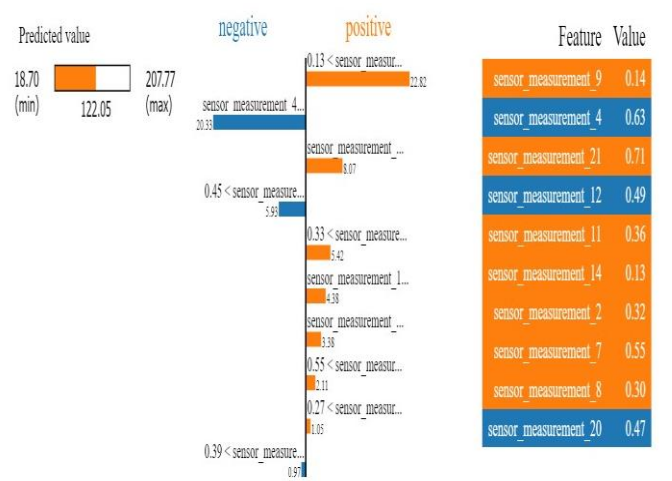 Predicted value
18.70
(min)
207.77
(max)
122.05
negative
positive
0.13 < sensor_measur...
22.82
sensor_measurement_4...
20.33
sensor_measurement_...
8.07
0.45 < sensor_measure...
5.93
0.33 < sensor_measure...
5.42
sensor_measurement_1...
4.38
sensor_measurement_...
3.38
0.55 < sensor_measur...
2.11
0.27 < sensor_measur...
1.05
0.39 < sensor_measure...
0.97
Feature Value
sensor_measurement_9 0.14
sensor_measurement_4 0.63
sensor_measurement_21 0.71
sensor_measurement_12 0.49
sensor_measurement_11 0.36
sensor_measurement_14 0.13
sensor_measurement_2 0.32
sensor_measurement_7 0.55
sensor_measurement_8 0.30
sensor_measurement_20 0.47